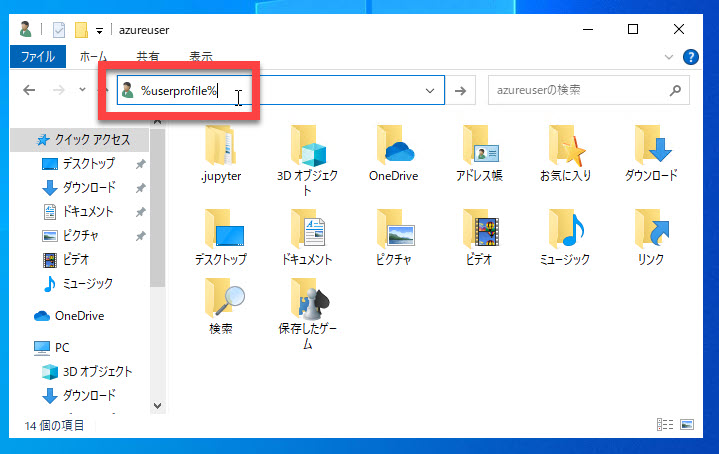 azureuser
ファイル ホーム 共有 表示
%userprofile% azureuserの検索
クイック アクセス
デスクトップ
ダウンロード
ドキュメント
ピクチャ
ビデオ
ミュージック
OneDrive
PC
3D オブジェクト
ダウンロード
.jupyter
3D オブジェク
ト
OneDrive
アドレス帳
お気に入り
ダウンロード
デスクトップ
ドキュメント
ピクチャ
ビデオ
ミュージック
リンク
検索
保存したゲー
ム
14 個の項目